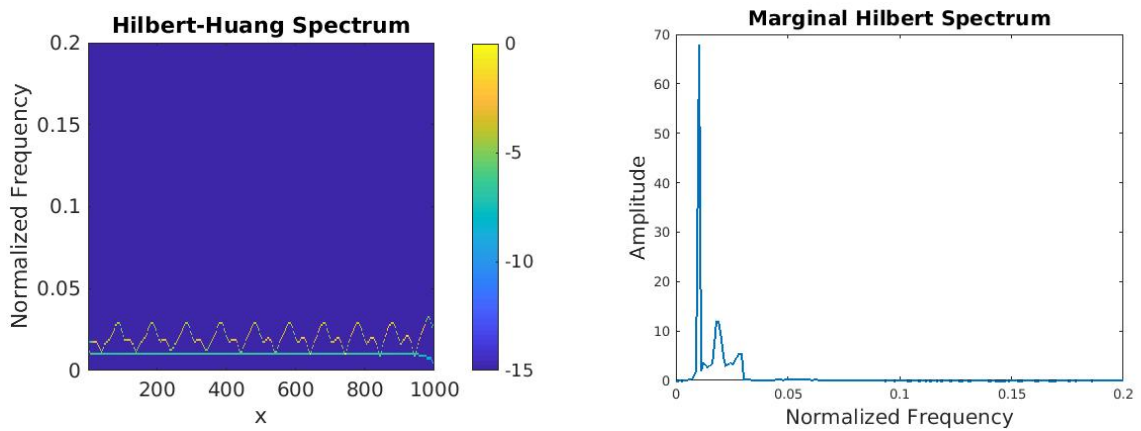 Hilbert-Huang Spectrum
0.2
0.15
0.1
0.05
0
200 400 600 800 1000
x
Normalized Frequency
0
-5
-10
-15
Marginal Hilbert Spectrum
70
60
50
40
30
20
10
0
0 0.05 0.1 0.15 0.2
Normalized Frequency
Amplitude